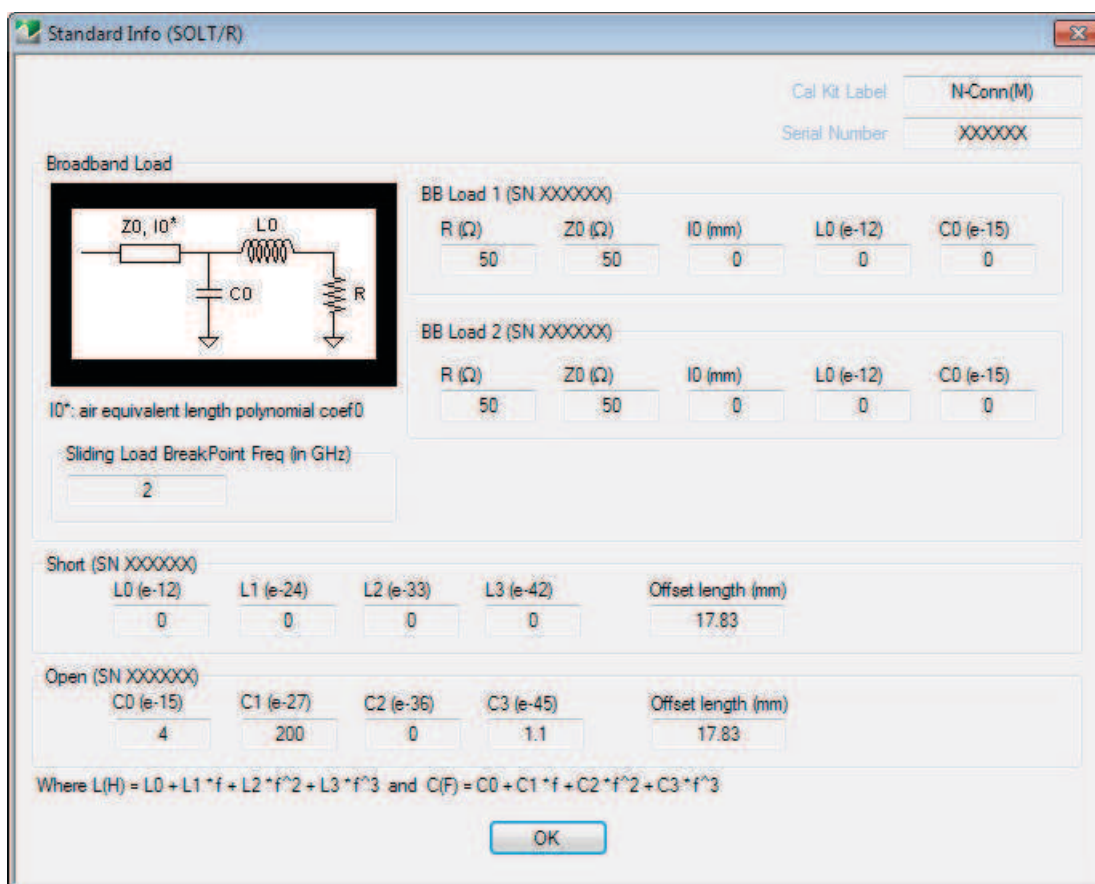 Standard Info (SOLT/R)
Cal Kit Label N-Conn(M)
Serial Number XXXXXX
Broadband Load
Z0, l0*
L0
C0
R
l0*: air equivalent length polynomial coef0
BB Load 1 (SN XXXXXX)
R (Ω) Z0 (Ω) l0 (mm) L0 (e-12) C0 (e-15)
50 50 0 0 0
BB Load 2 (SN XXXXXX)
R (Ω) Z0 (Ω) l0 (mm) L0 (e-12) C0 (e-15)
50 50 0 0 0
Sliding Load BreakPoint Freq (in GHz)
2
Short (SN XXXXXX)
L0 (e-12) L1 (e-24) L2 (e-33) L3 (e-42) Offset length (mm)
0 0 0 0 17.83
Open (SN XXXXXX)
C0 (e-15) C1 (e-27) C2 (e-36) C3 (e-45) Offset length (mm)
4 200 0 1.1 17.83
Where L(H) = L0 + L1 *f + L2 *f^2 + L3 *f^3 and C(F) = C0 + C1 *f + C2 *f^2 + C3 *f^3
OK